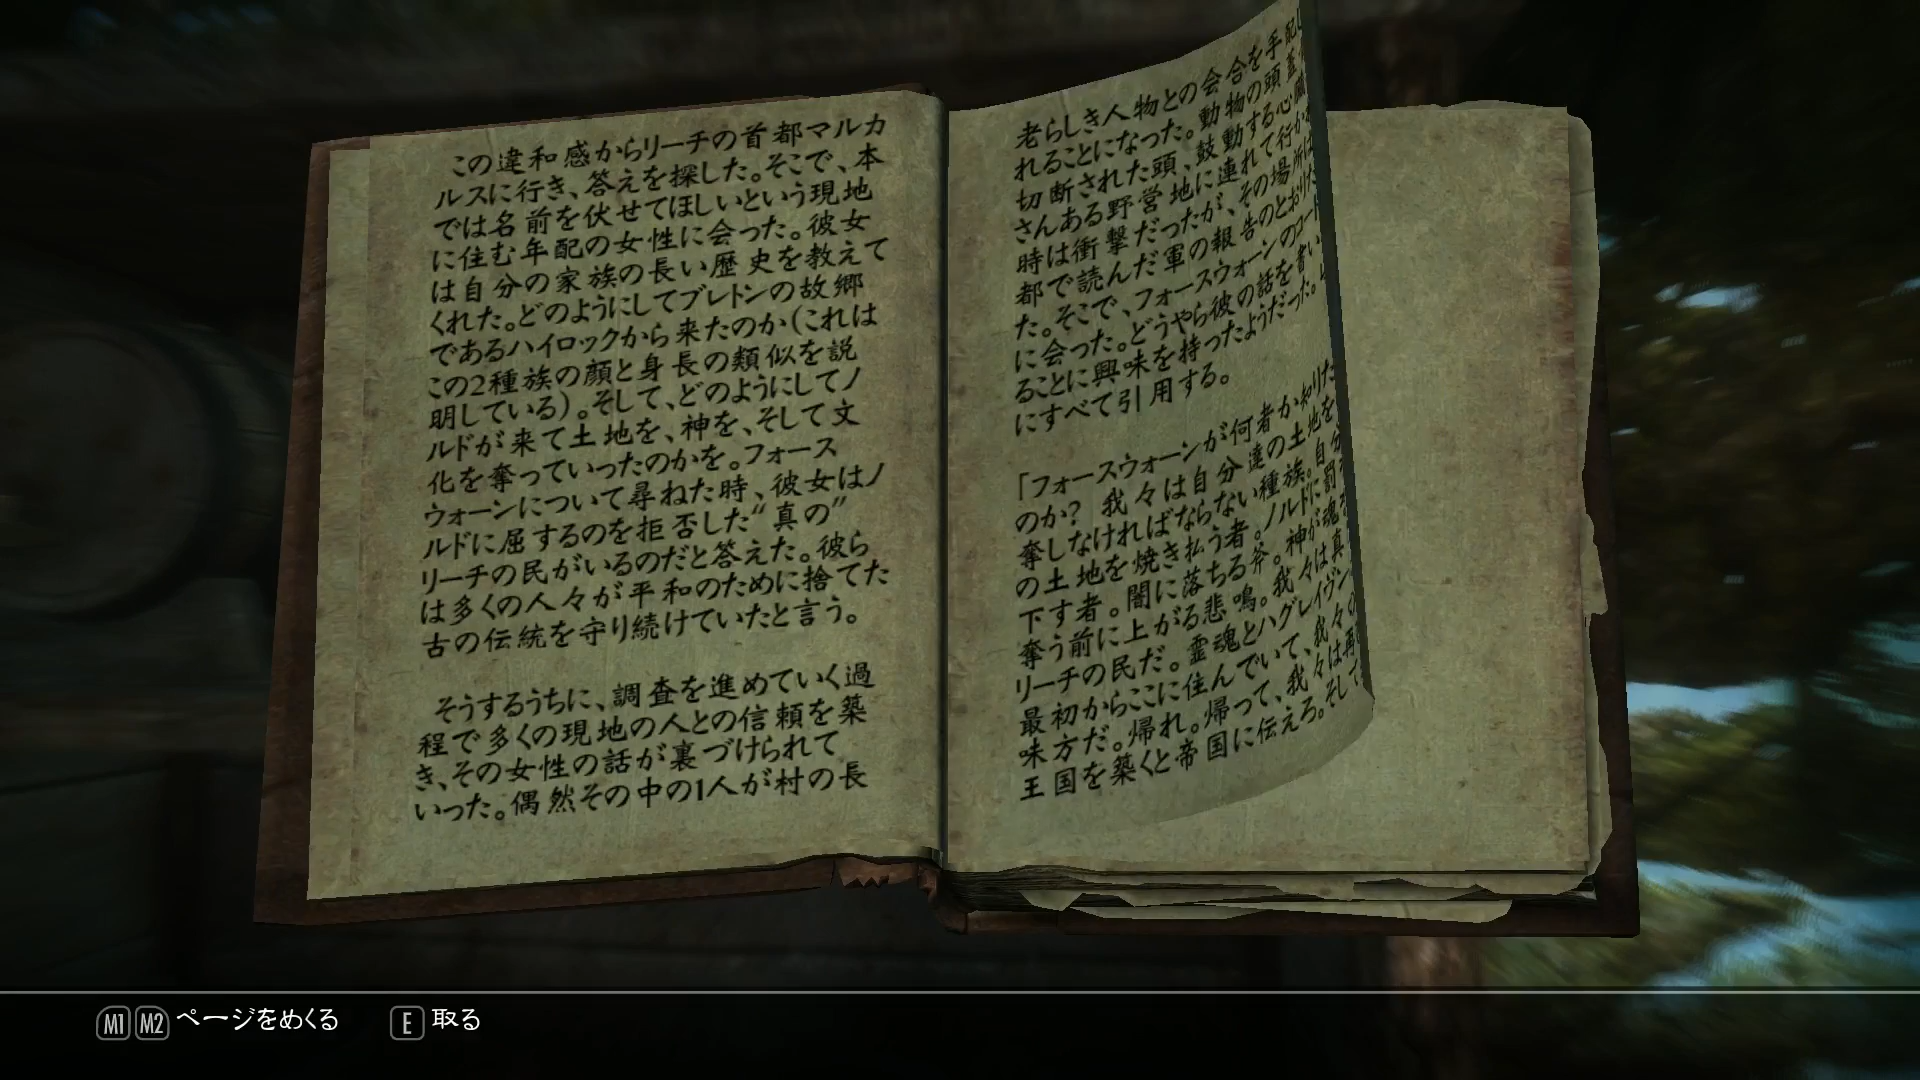 この違和感からリーチの首都マルカ
ルスに行き、答えを探した。そこで、本
では名前を伏せてほしいという現地
に住む年配の女性に会った。彼女
は自分の家族の長い歴史を教えて
くれた。どのようにしてブレトンの故郷
であるハイロックから来たのか(これは
この2種族の顔と身長の類似を説
明している)。そして、どのようにしてノ
ルドが来て土地を、神を、そして文
化を奪っていったのかを。フォース
ウォーンについて尋ねた時、彼女はノ
ルドに屈するのを拒否した"真の"
リーチの民がいるのだと答えた。彼ら
は多くの人々が平和のために捨てた
古の伝統を守り続けていたと言う。
そうするうちに、調査を進めていく過
程で多くの現地の人との信頼を築
き、その女性の話が裏づけられて
いった。偶然その中の1人が村の長
老らしき人物との会合を手配し
れることになった。動物の頭蓋
切断された頭、鼓動する心臓
さんある野営地に連れて行かれ
時は衝撃だったが、その場所は
都で読んだ軍の報告のとおりだ
た。そこで、フォースウォーンのコート
に会った。どうやら彼の話を書い
ることに興味を持ったようだった。
にすべて引用する。
「フォースウォーンが何者か知りた
のか? 我々は自分達の土地を
奪しなければならない種族。自分
の土地を焼き払う者。ノルドに罰
下す者。闇に落ちる斧。神が魂を
奪う前に上がる悲鳴。我々は真
リーチの民だ。霊魂とハグレイヴン
最初からここに住んでいて、我々の
味方だ。帰れ。帰って、我々は再
王国を築くと帝国に伝えろ。そして
M1 M2 ページをめくる E 取る